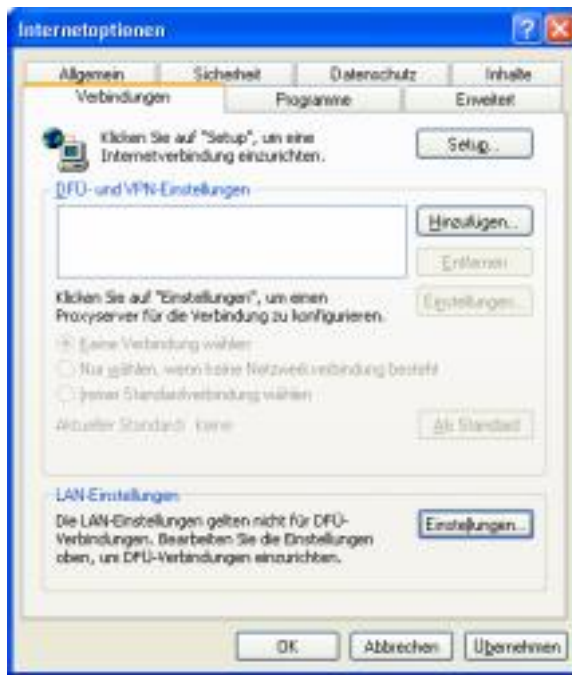 Internetoptionen
Allgemein Sicherheit Datenschutz Inhalte
Verbindungen Programme Erweitert
Klicken Sie auf "Setup", um eine
Internetverbindung einzurichten.
Setup...
DFÜ- und VPN-Einstellungen
Hinzufügen...
Entfernen
Klicken Sie auf "Einstellungen", um einen
Proxyserver für die Verbindung zu konfigurieren.
Einstellungen...
Keine Verbindung wählen
Nur wählen, wenn keine Netzwerkverbindung besteht
Immer Standardverbindung wählen
Aktueller Standard: keine
Als Standard
LAN-Einstellungen
Die LAN-Einstellungen gelten nicht für DFÜ-
Verbindungen. Bearbeiten Sie die Einstellungen
oben, um DFÜ-Verbindungen einzurichten.
Einstellungen...
OK Abbrechen Übernehmen